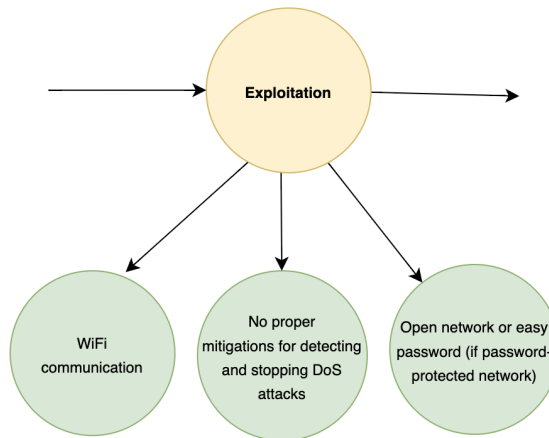 Exploitation
WiFi
communication
No proper
mitigations for detecting
and stopping DoS
attacks
Open network or easy
password (if password-
protected network)